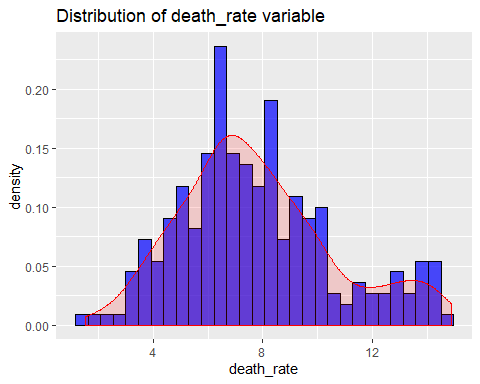 Distribution of death_rate variable
density
0.20
0.15
0.10
0.05
0.00
4
8
12
death_rate